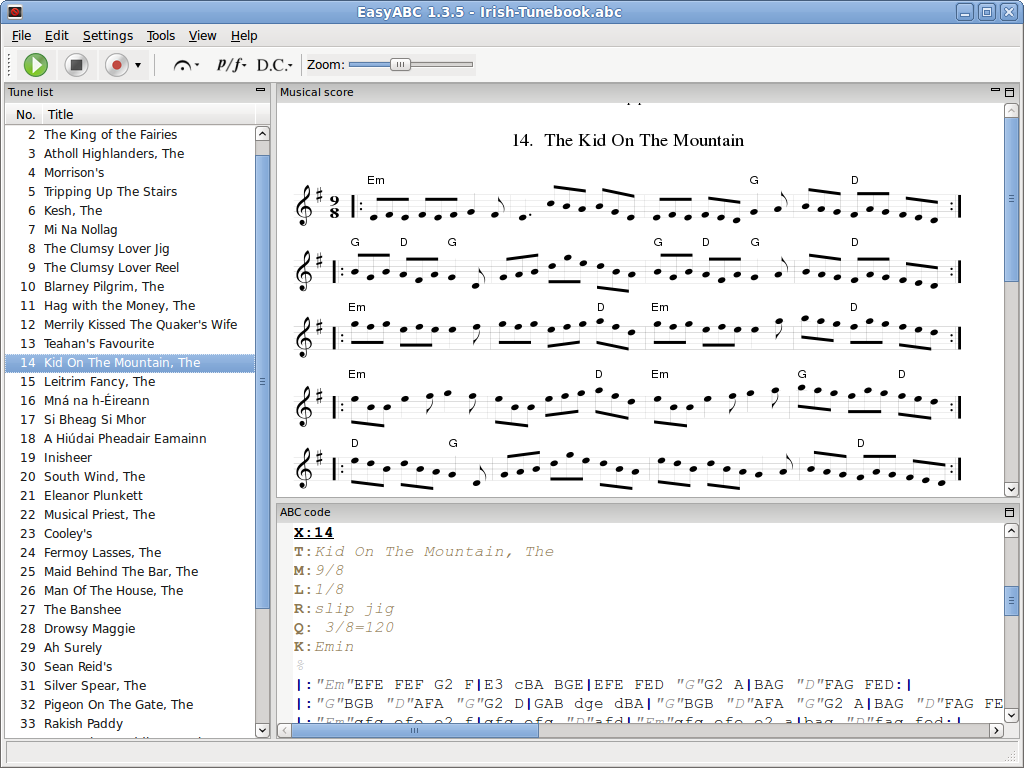 EasyABC 1.3.5 - Irish-Tunebook.abc
File Edit Settings Tools View Help
p/f D.C. Zoom:
Tune list
No. Title
2 The King of the Fairies
3 Atholl Highlanders, The
4 Morrison's
5 Tripping Up The Stairs
6 Kesh, The
7 Mi Na Nollag
8 The Clumsy Lover Jig
9 The Clumsy Lover Reel
10 Blarney Pilgrim, The
11 Hag with the Money, The
12 Merrily Kissed The Quaker's Wife
13 Teahan's Favourite
14 Kid On The Mountain, The
15 Leitrim Fancy, The
16 Mná na h-Éireann
17 Si Bheag Si Mhor
18 A Hiúdai Pheadair Eamainn
19 Inisheer
20 South Wind, The
21 Eleanor Plunkett
22 Musical Priest, The
23 Cooley's
24 Fermoy Lasses, The
25 Maid Behind The Bar, The
26 Man Of The House, The
27 The Banshee
28 Drowsy Maggie
29 Ah Surely
30 Sean Reid's
31 Silver Spear, The
32 Pigeon On The Gate, The
33 Rakish Paddy
Musical score
14. The Kid On The Mountain
Em G D
9
8
G D G G D G D
Em D Em D
Em D Em G D
D G D
ABC code
X:14
T:Kid On The Mountain, The
M:9/8
L:1/8
R:slip jig
Q: 3/8=120
K:Emin
%
|:"Em"EFE FEF G2 F|E3 cBA BGE|EFE FED "G"G2 A|BAG "D"FAG FED:|
|:"G"BGB "D"AFA "G"G2 D|GAB dge dBA|"G"BGB "D"AFA "G"G2 A|BAG "D"FAG FE
|:"Em"gfg efe e2 f|gfg efg "D"afd|"Em"gfg efe e2 a|bag "D"fag fed:|